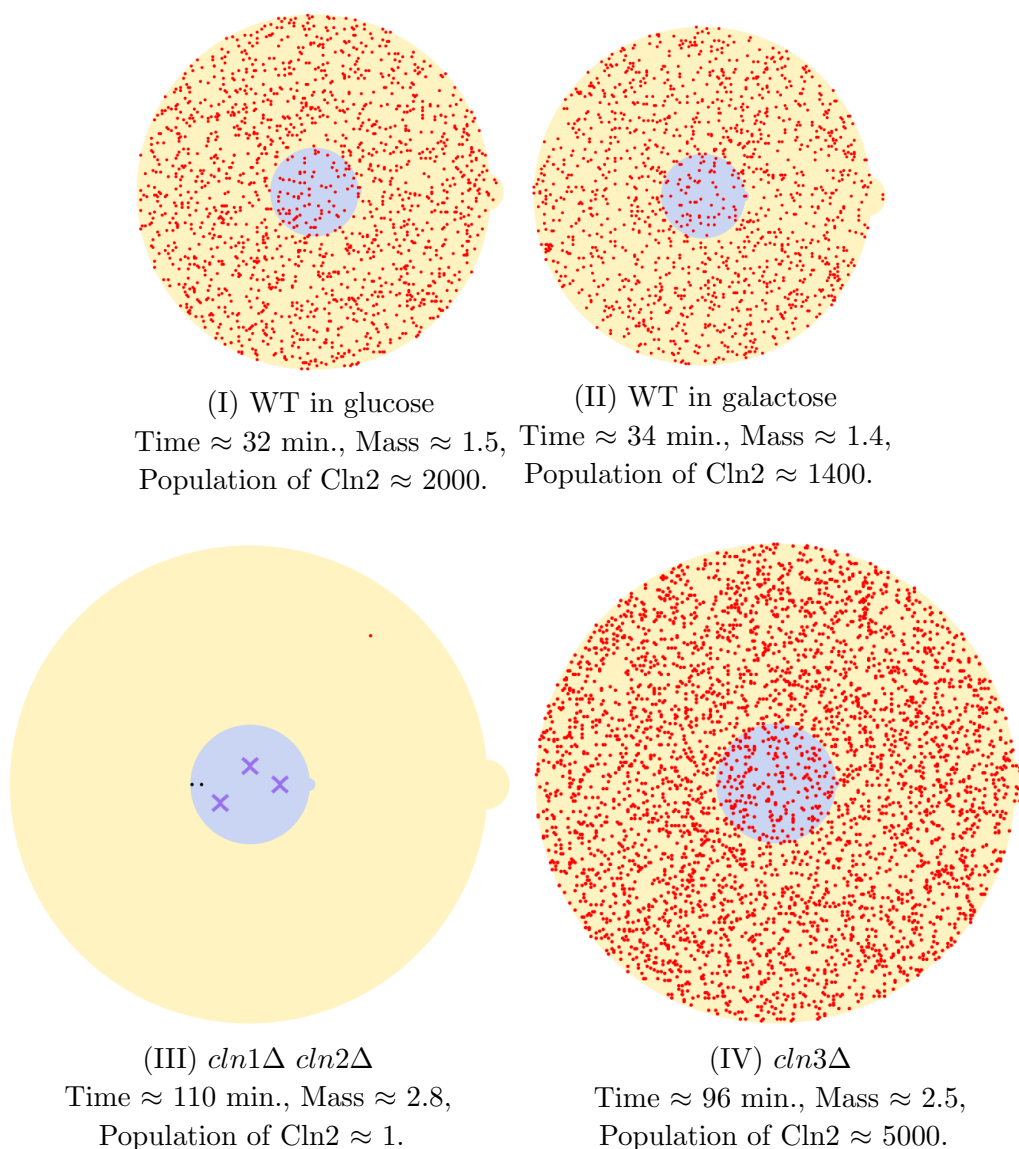 (I) WT in glucose
Time ≈ 32 min., Mass ≈ 1.5,
Population of Cln2 ≈ 2000.
(II) WT in galactose
Time ≈ 34 min., Mass ≈ 1.4,
Population of Cln2 ≈ 1400.
(III) cln1Δ cln2Δ
Time ≈ 110 min., Mass ≈ 2.8,
Population of Cln2 ≈ 1.
(IV) cln3Δ
Time ≈ 96 min., Mass ≈ 2.5,
Population of Cln2 ≈ 5000.